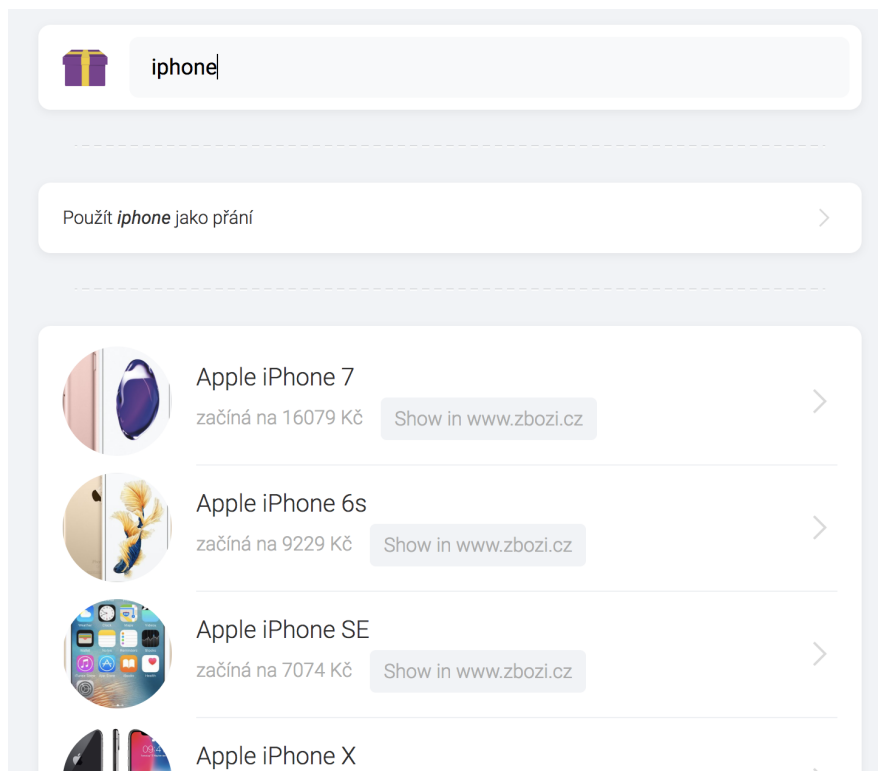 iphone
Použít iphone jako přání
Apple iPhone 7
začíná na 16079 Kč Show in www.zbozi.cz
Apple iPhone 6s
začíná na 9229 Kč Show in www.zbozi.cz
Apple iPhone SE
začíná na 7074 Kč Show in www.zbozi.cz
Apple iPhone X